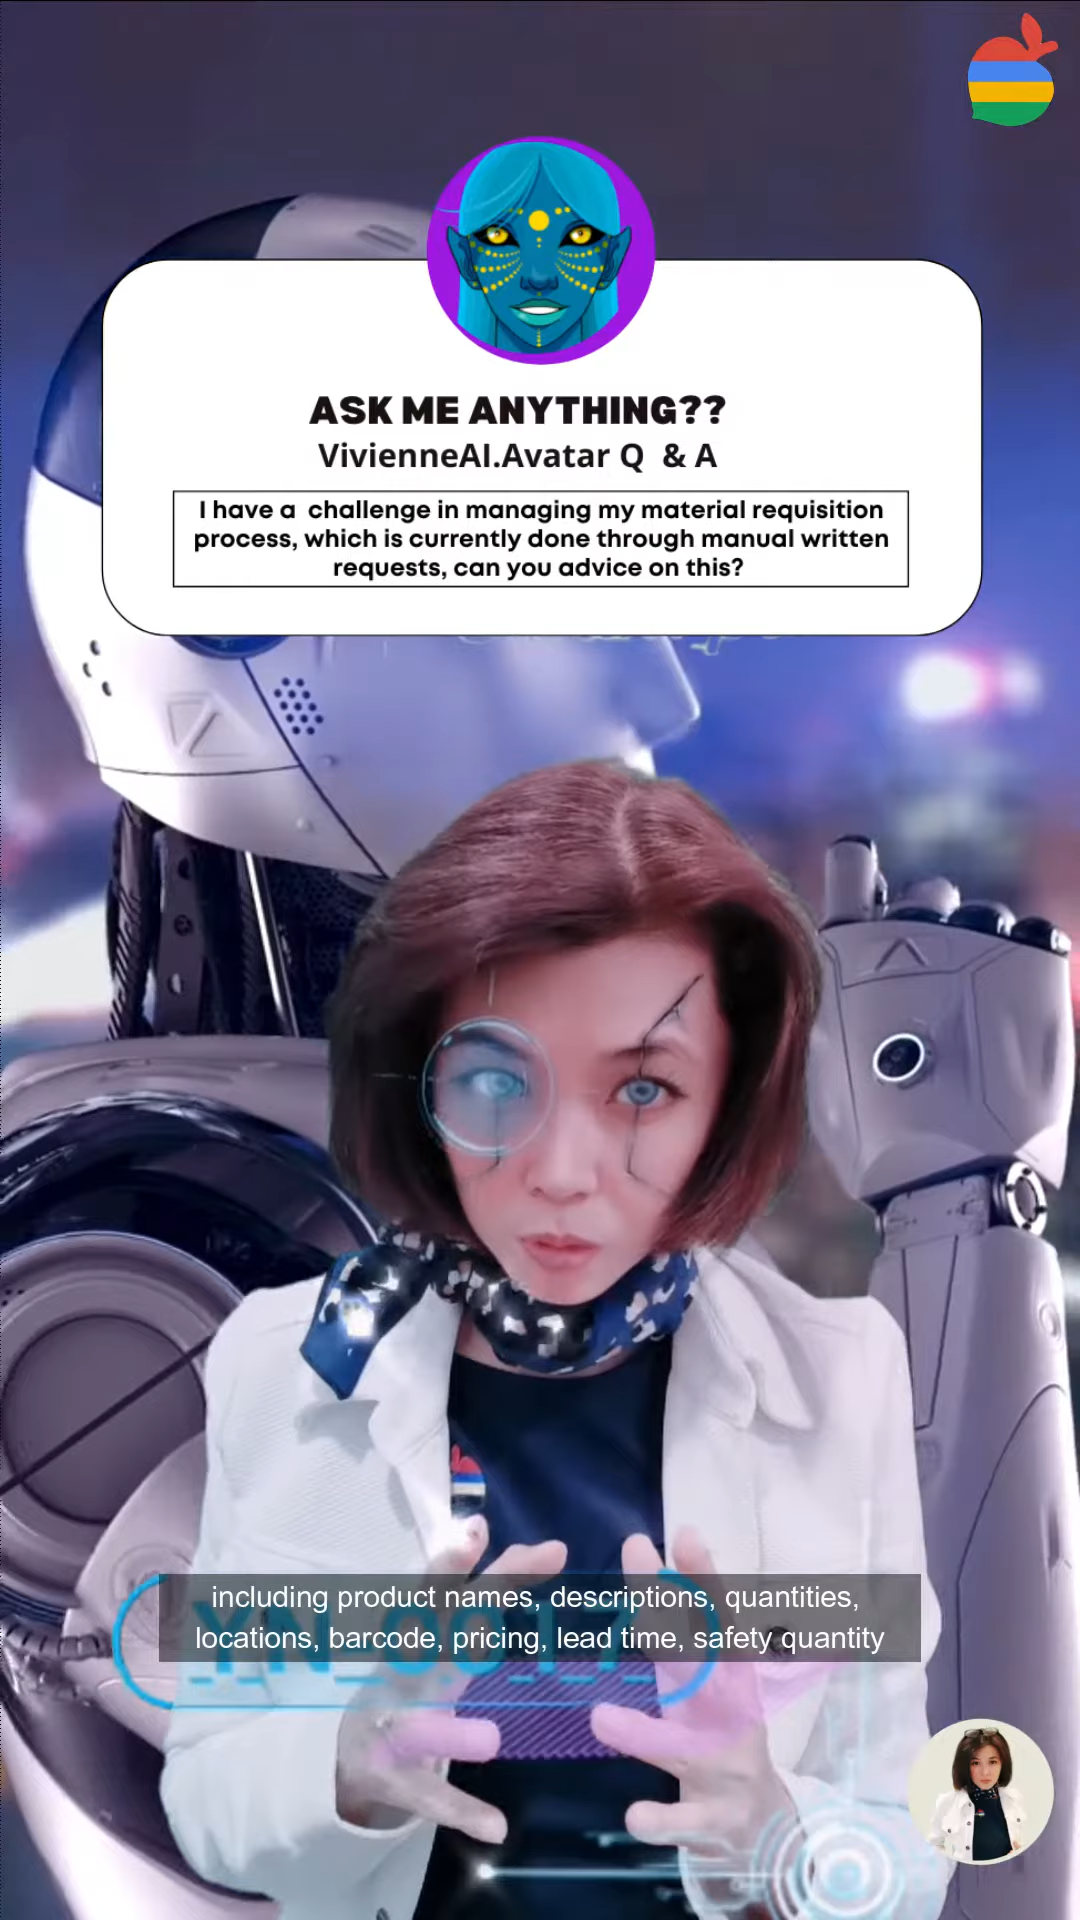 ASK ME ANYTHING??
VivienneAI.Avatar Q & A
I have a challenge in managing my material requisition
process, which is currently done through manual written
requests, can you advice on this?
including product names, descriptions, quantities,
locations, barcode, pricing, lead time, safety quantity
YN-0017